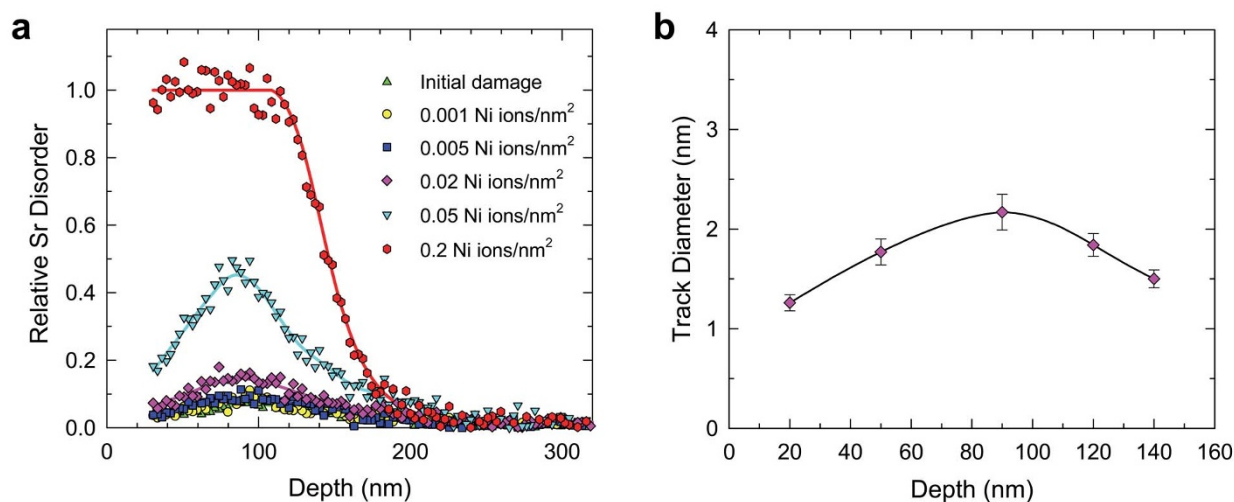 a
Relative Sr Disorder
1.0
0.8
0.6
0.4
0.2
0.0
0
100
200
300
Depth (nm)
Initial damage
0.001 Ni ions/nm²
0.005 Ni ions/nm²
0.02 Ni ions/nm²
0.05 Ni ions/nm²
0.2 Ni ions/nm²
b
Track Diameter (nm)
4
3
2
1
0
0
20
40
60
80
100
120
140
160
Depth (nm)